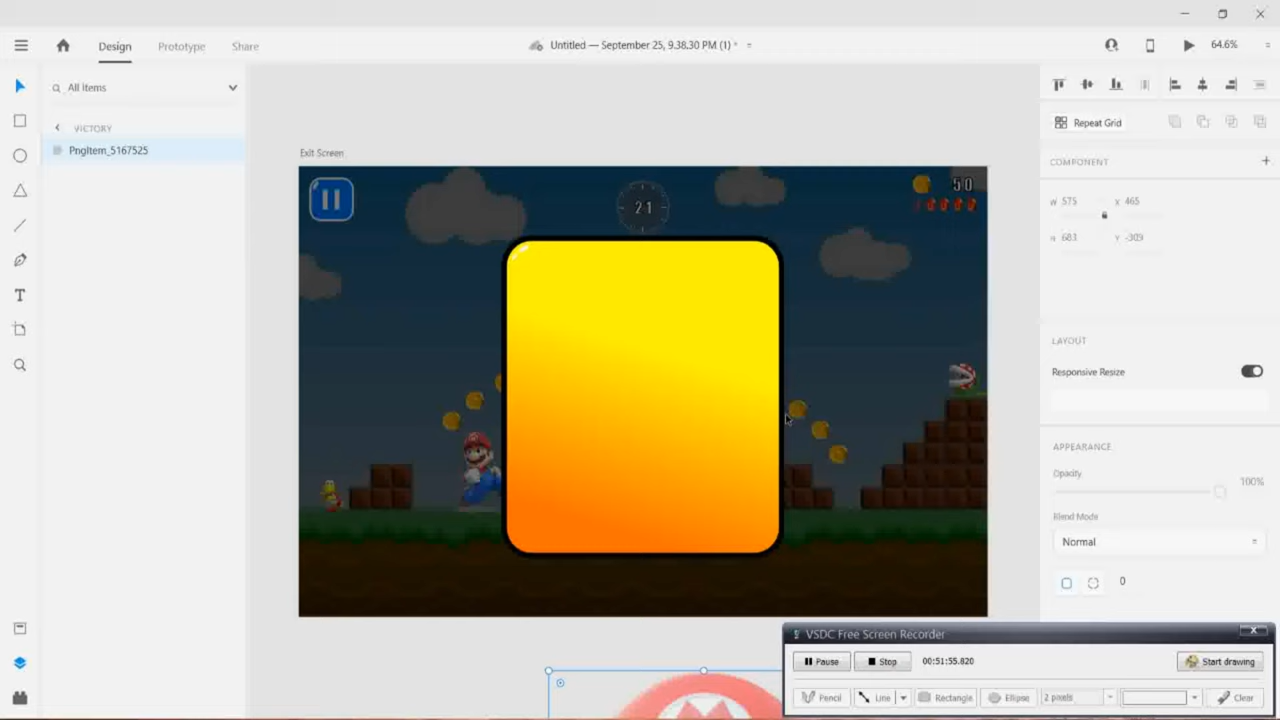 Design
Prototype
Share
Untitled — September 25, 9.38.30 PM (1) *
64.6%
All Items
VICTORY
PngItem_5167525
Exit Screen
21
50
Repeat Grid
COMPONENT
W 575 X 465
H 683 Y -309
LAYOUT
Responsive Resize
APPEARANCE
Opacity
100%
Blend Mode
Normal
0
VSDC Free Screen Recorder
Pause
Stop
00:51:55.820
Start drawing
Pencil
Line
Rectangle
Ellipse
2 pixels
Clear